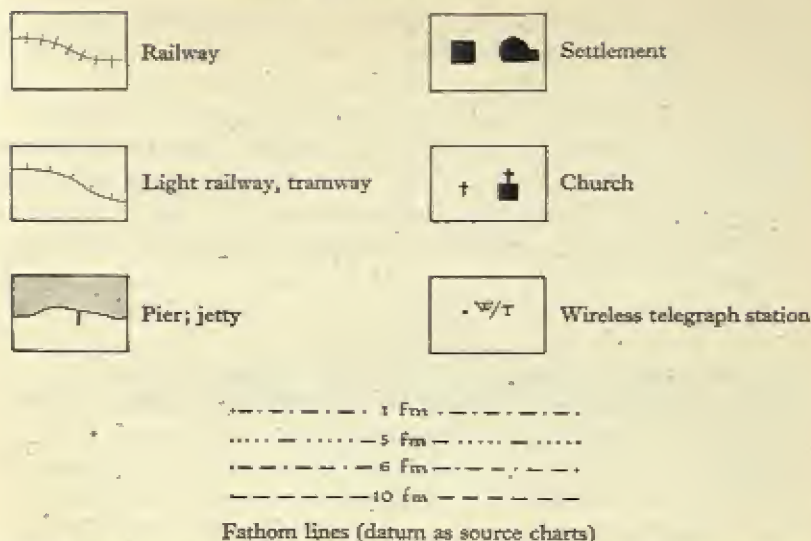 Railway
Settlement
Light railway, tramway
Church
Pier; jetty
W/T
Wireless telegraph station
1 fm
5 fm
6 fm
10 fm
Fathom lines (datum as source charts)